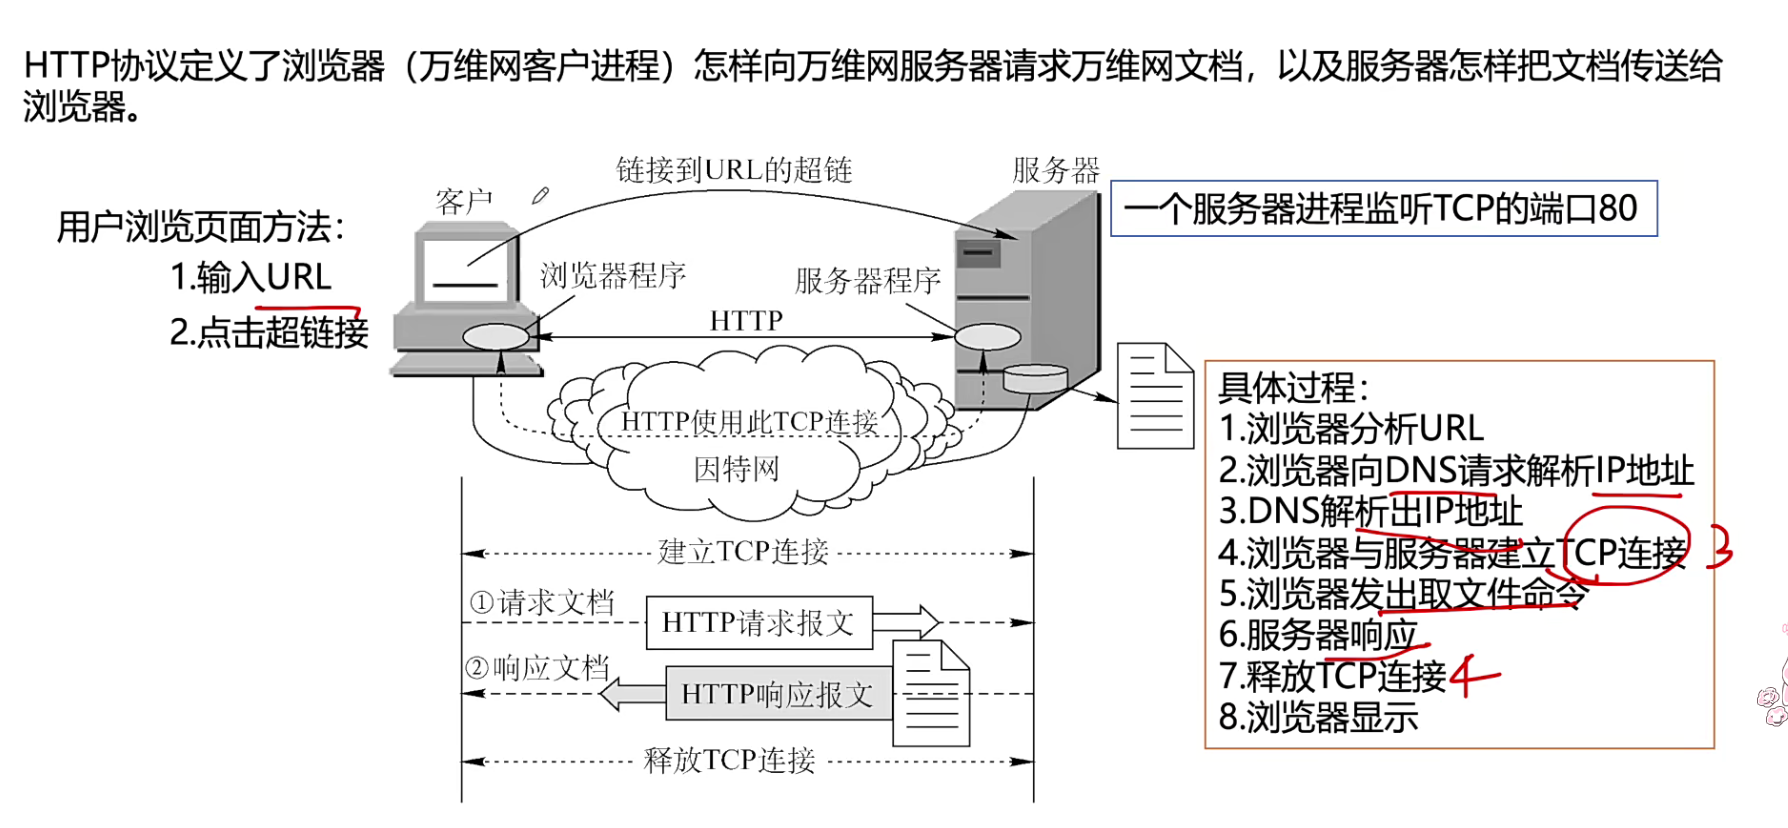 HTTP协议定义了浏览器（万维网客户进程）怎样向万维网服务器请求万维网文档，以及服务器怎样把文档传送给
浏览器。
链接到URL的超链
服务器
客户
一个服务器进程监听TCP的端口80
用户浏览页面方法：
1.输入URL
2.点击超链接
浏览器程序
服务器程序
HTTP
HTTP使用此TCP连接
因特网
具体过程：
1.浏览器分析URL
2.浏览器向DNS请求解析IP地址
3.DNS解析出IP地址
4.浏览器与服务器建立TCP连接 3
5.浏览器发出取文件命令
6.服务器响应
7.释放TCP连接 4
8.浏览器显示
建立TCP连接
①请求文档
HTTP请求报文
②响应文档
HTTP响应报文
释放TCP连接